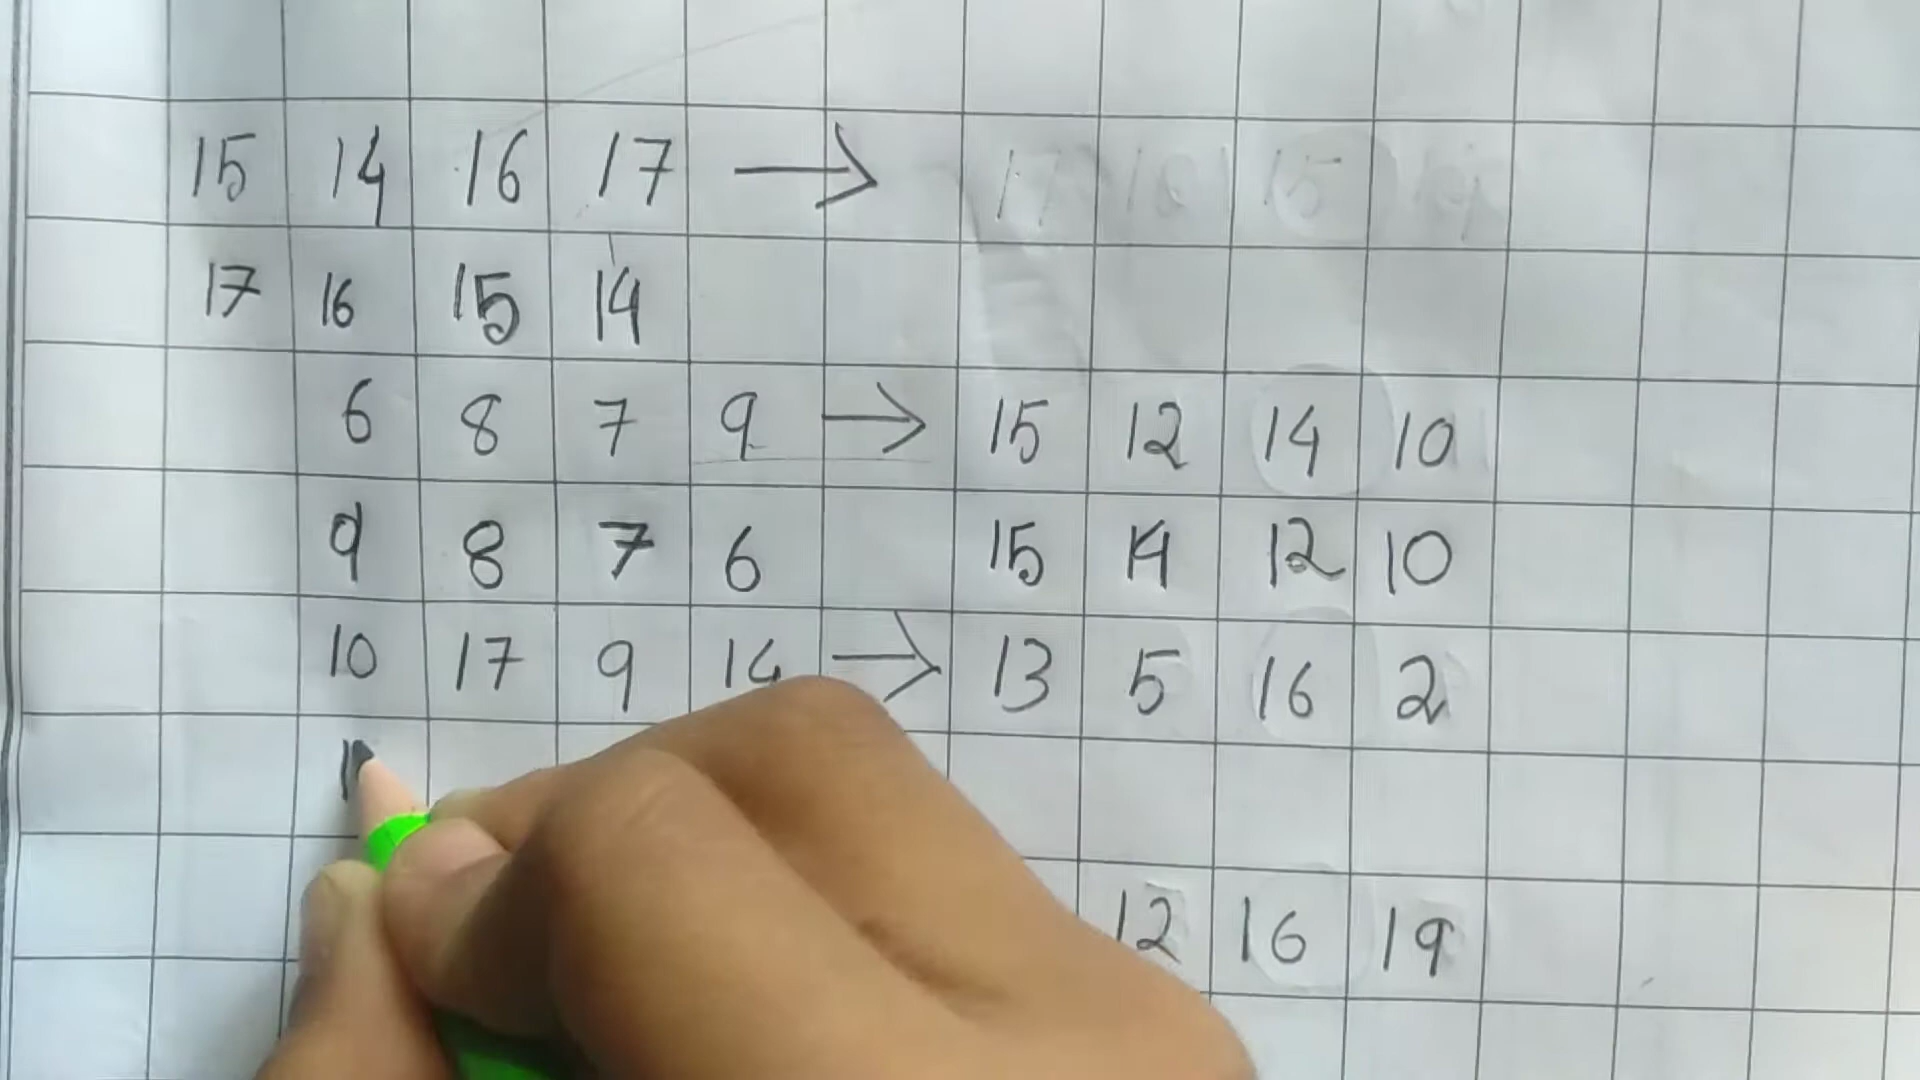 15 14 16 17 →
17 16 15 14
6 8 7 9 → 15 12 14 10
9 8 7 6 15 14 12 10
10 17 9 14 → 13 5 16 2
1
12 16 19